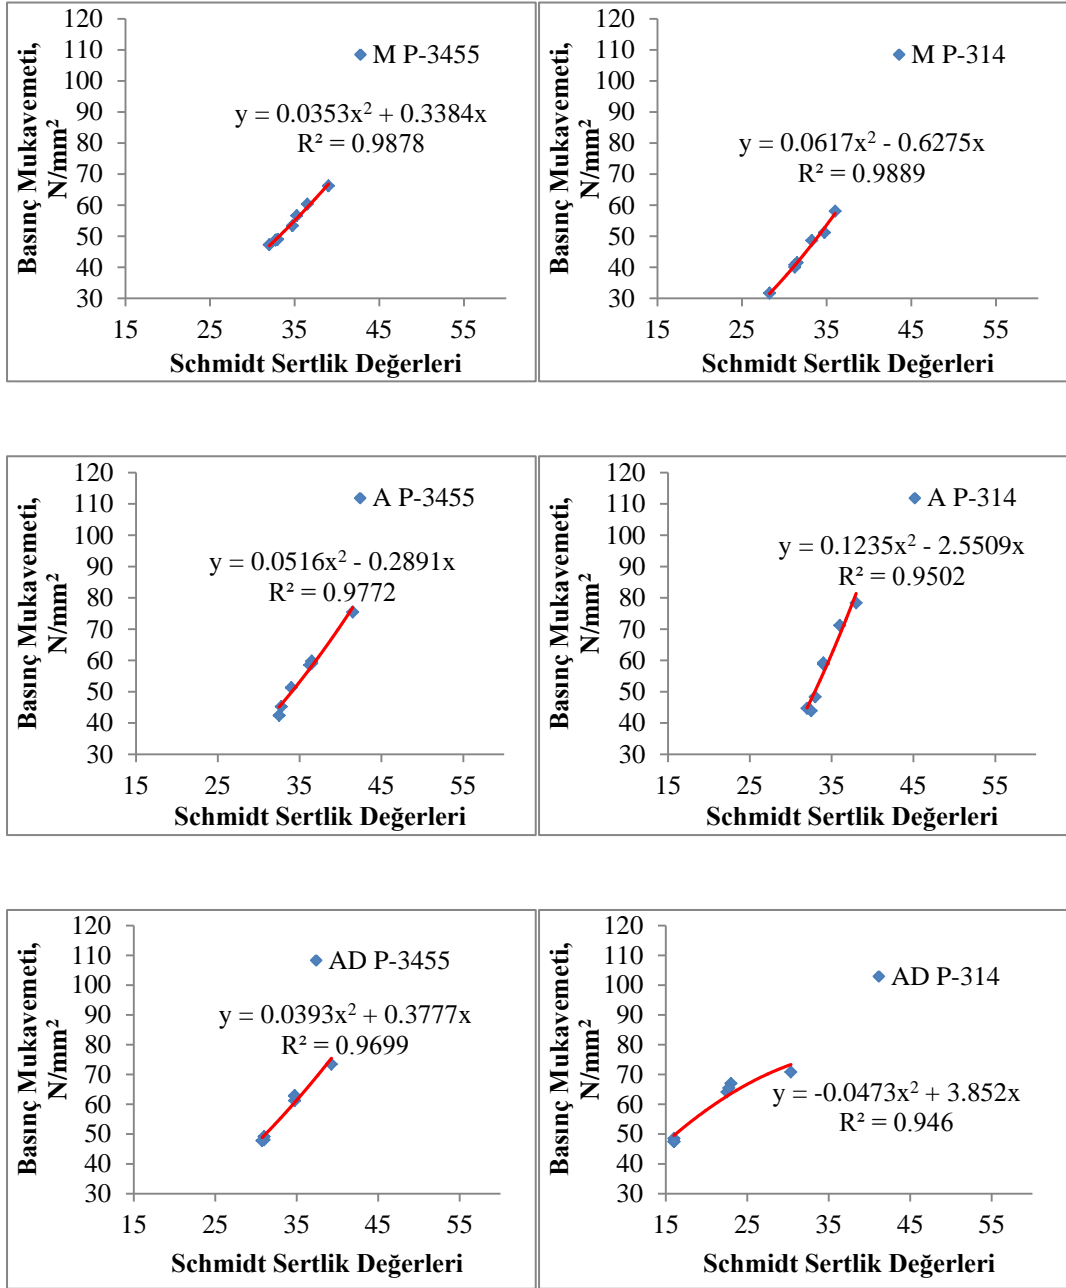 120
110
100
90
80
70
60
50
40
30
Basınç Mukavemeti,
N/mm²
M P-3455
y = 0.0353x² + 0.3384x
R² = 0.9878
15 25 35 45 55
Schmidt Sertlik Değerleri
120
110
100
90
80
70
60
50
40
30
Basınç Mukavemeti,
N/mm²
M P-314
y = 0.0617x² - 0.6275x
R² = 0.9889
15 25 35 45 55
Schmidt Sertlik Değerleri
120
110
100
90
80
70
60
50
40
30
Basınç Mukavemeti,
N/mm²
A P-3455
y = 0.0516x² - 0.2891x
R² = 0.9772
15 25 35 45 55
Schmidt Sertlik Değerleri
120
110
100
90
80
70
60
50
40
30
Basınç Mukavemeti,
N/mm²
A P-314
y = 0.1235x² - 2.5509x
R² = 0.9502
15 25 35 45 55
Schmidt Sertlik Değerleri
120
110
100
90
80
70
60
50
40
30
Basınç Mukavemeti,
N/mm²
AD P-3455
y = 0.0393x² + 0.3777x
R² = 0.9699
15 25 35 45 55
Schmidt Sertlik Değerleri
120
110
100
90
80
70
60
50
40
30
Basınç Mukavemeti,
N/mm²
AD P-314
y = -0.0473x² + 3.852x
R² = 0.946
15 25 35 45 55
Schmidt Sertlik Değerleri